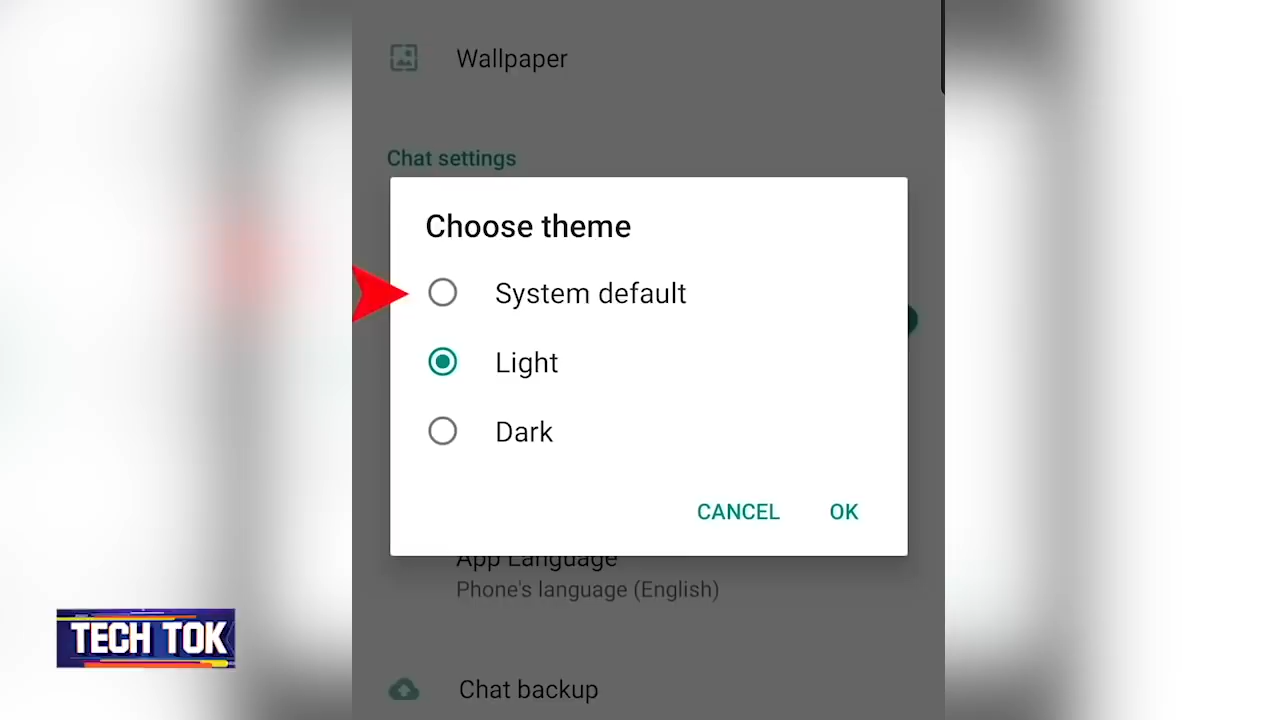 Wallpaper
Chat settings
Choose theme
System default
Light
Dark
CANCEL OK
App Language
Phone's language (English)
TECH TOK
Chat backup